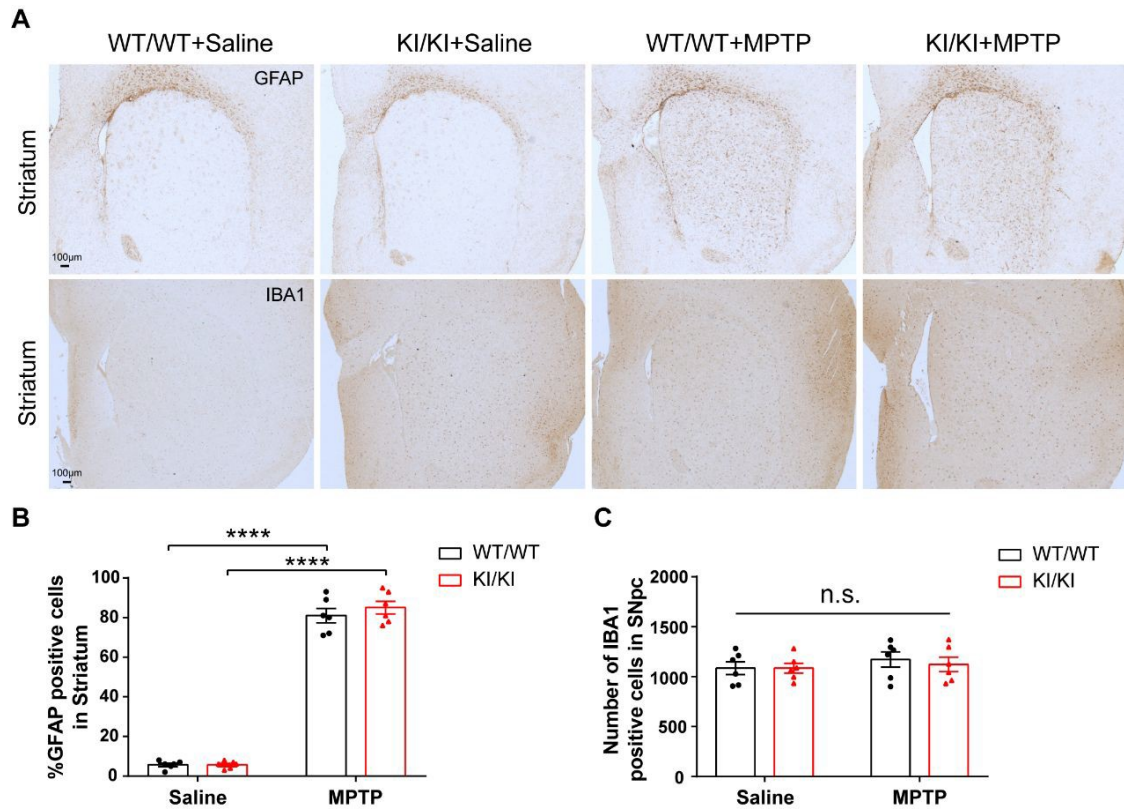 A
WT/WT+Saline
KI/KI+Saline
WT/WT+MPTP
KI/KI+MPTP
Striatum
GFAP
100μm
Striatum
IBA1
100μm
B
****
****
WT/WT
KI/KI
%GFAP positive cells
in Striatum
100
80
60
40
20
0
Saline
MPTP
C
WT/WT
KI/KI
n.s.
Number of IBA1
positive cells in SNpc
2000
1500
1000
500
0
Saline
MPTP